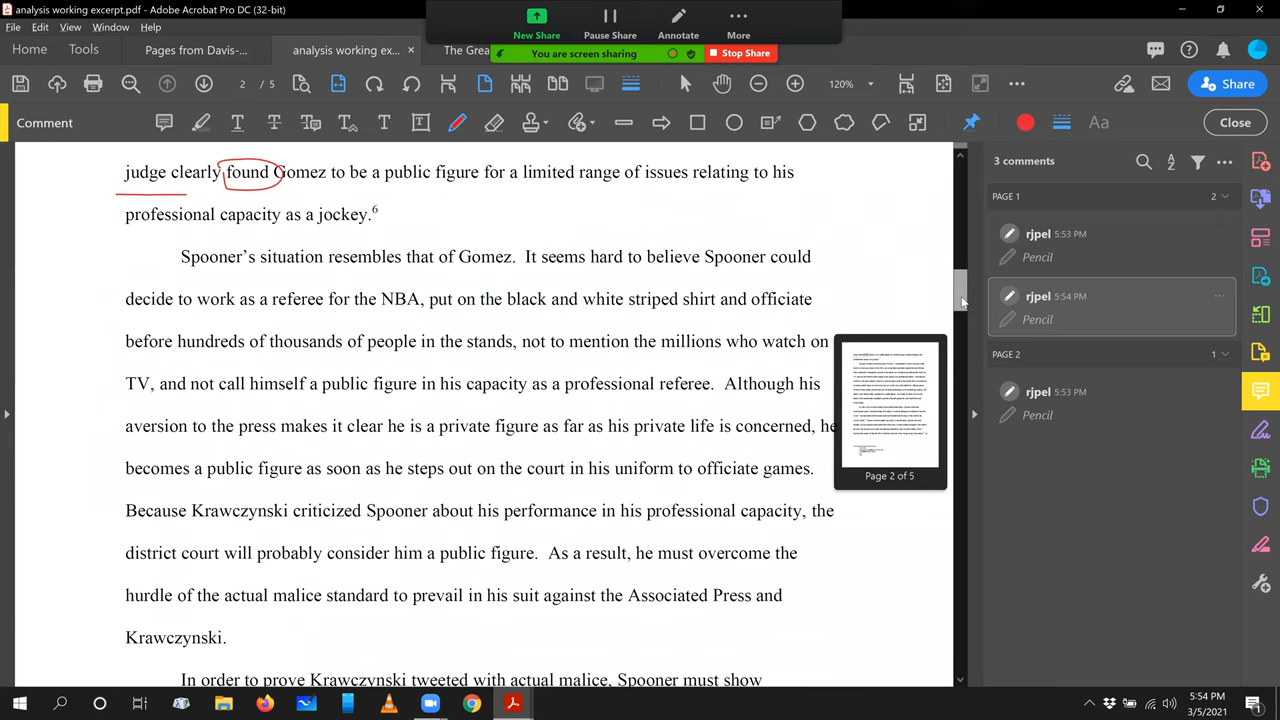 analysis working excerpt.pdf - Adobe Acrobat Pro DC (32-bit)
File Edit View Window Help
New Share Pause Share Annotate More
You are screen sharing Stop Share
Home Tools Pages from Davis-... analysis working ex... × The Grea
2 / 5 120% Share
Comment Aa Close
3 comments
PAGE 1 2
rjpel 5:53 PM
Pencil
rjpel 5:54 PM ...
Pencil
PAGE 2 1
rjpel 5:53 PM
Pencil
judge clearly found Gomez to be a public figure for a limited range of issues relating to his
professional capacity as a jockey.6
Spooner's situation resembles that of Gomez. It seems hard to believe Spooner could
decide to work as a referee for the NBA, put on the black and white striped shirt and officiate
before hundreds of thousands of people in the stands, not to mention the millions who watch on
TV, and not call himself a public figure in his capacity as a professional referee. Although his
aversion the press makes it clear he is a private figure as far as his private life is concerned, he
becomes a public figure as soon as he steps out on the court in his uniform to officiate games.
Because Krawczynski criticized Spooner about his performance in his professional capacity, the
district court will probably consider him a public figure. As a result, he must overcome the
hurdle of the actual malice standard to prevail in his suit against the Associated Press and
Krawczynski.
In order to prove Krawczynski tweeted with actual malice, Spooner must show
Page 2 of 5
5:54 PM
3/5/2021